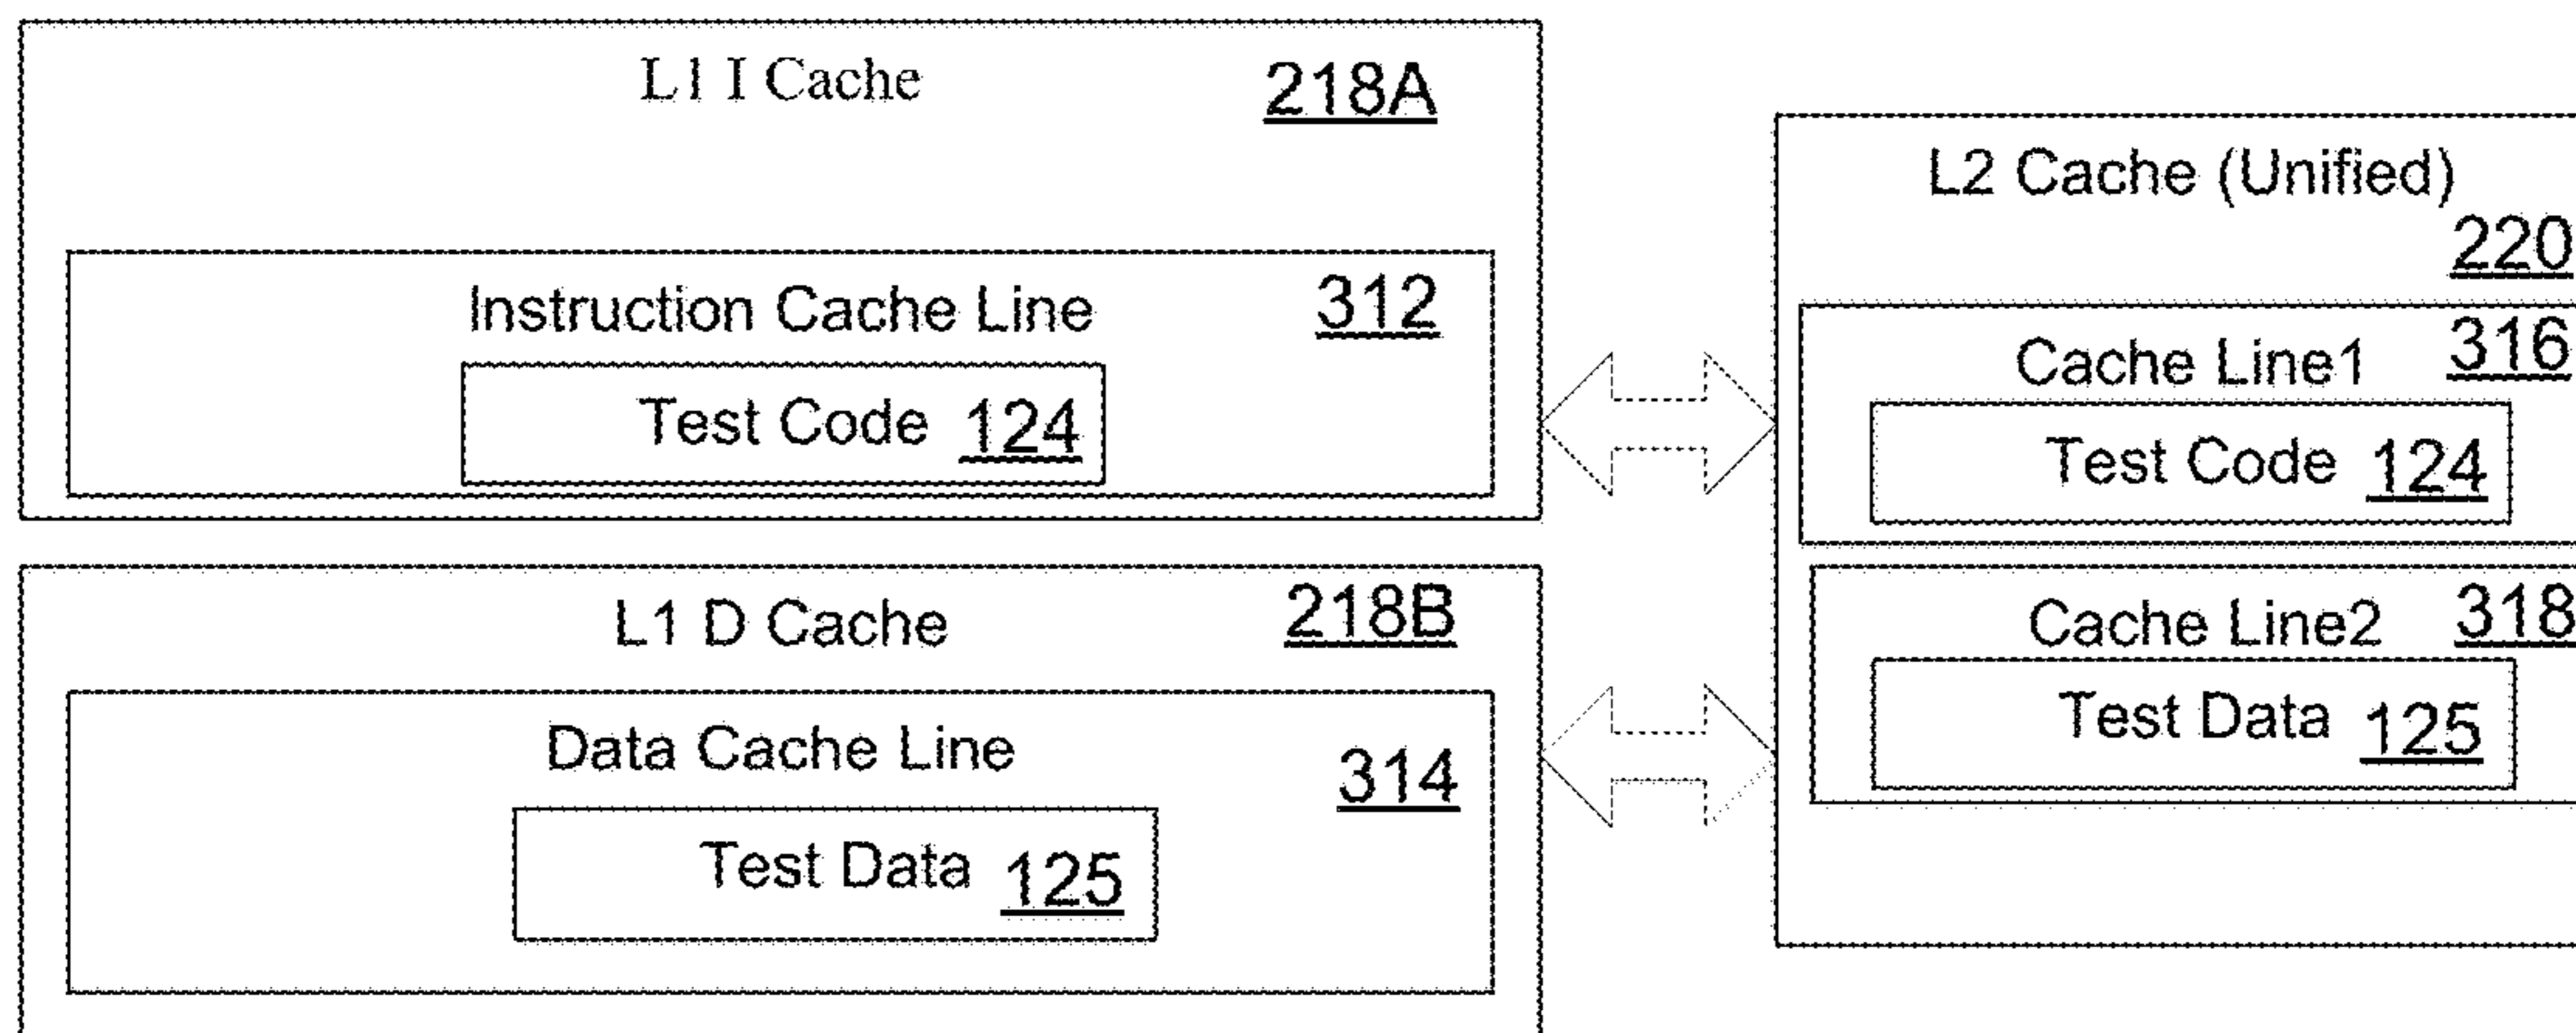 L1 I Cache 218A
Instruction Cache Line 312
Test Code 124
L1 D Cache 218B
Data Cache Line 314
Test Data 125
L2 Cache (Unified)
220
Cache Line1 316
Test Code 124
Cache Line2 318
Test Data 125